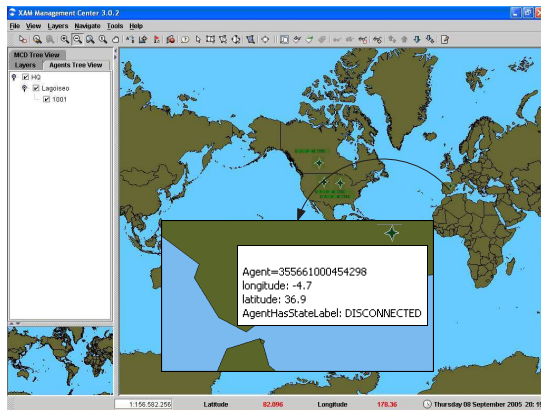 XAM Management Center 3.0.2
File View Layers Navigate Tools Help
MCD Tree View
Layers Agents Tree View
HQ
Lagoiseo
1001
Agent=355661000454298
longitude: -4.7
latitude: 36.9
AgentHasStateLabel: DISCONNECTED
1:156.582.256 Latitude 82.096 Longitude 178.36 Thursday 08 September 2005 20: